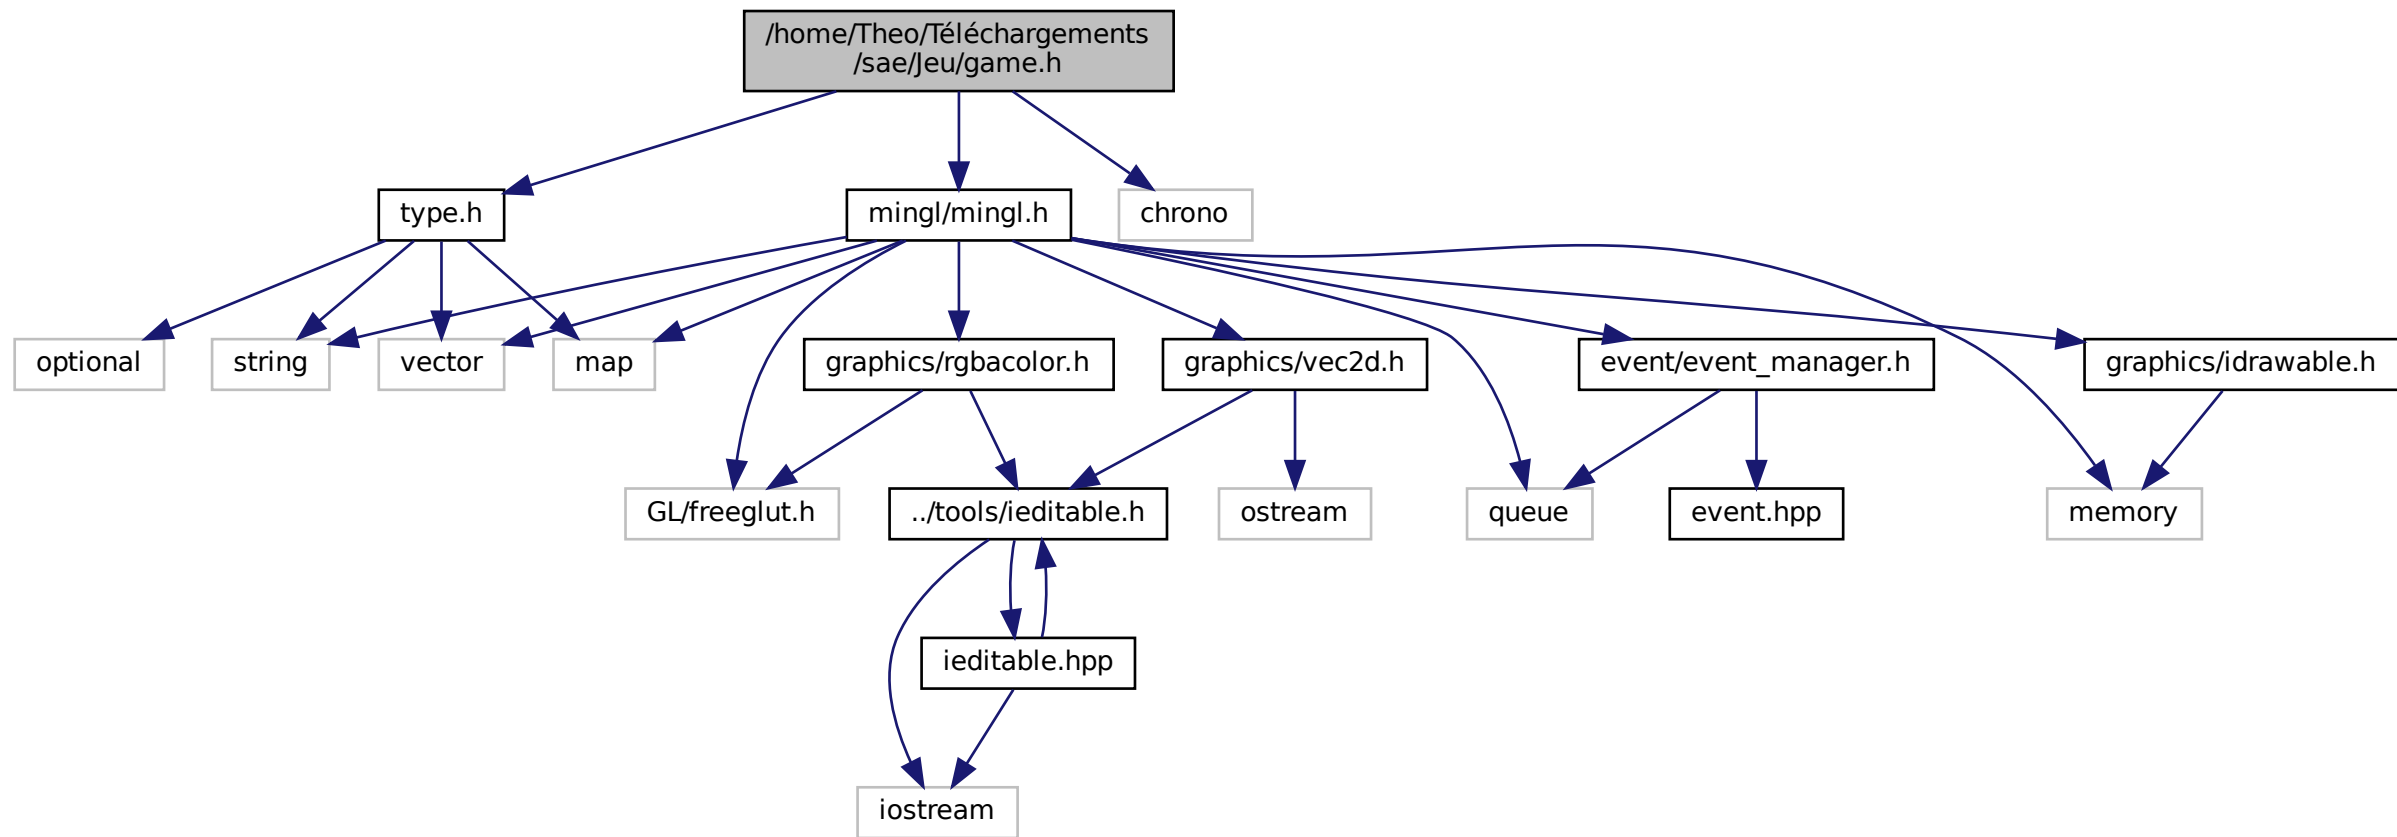 /home/Theo/Téléchargements
/sae/Jeu/game.h
type.h
mingl/mingl.h
chrono
optional
string
vector
map
graphics/rgbacolor.h
graphics/vec2d.h
event/event_manager.h
graphics/idrawable.h
GL/freeglut.h
../tools/ieditable.h
ostream
queue
event.hpp
memory
ieditable.hpp
iostream